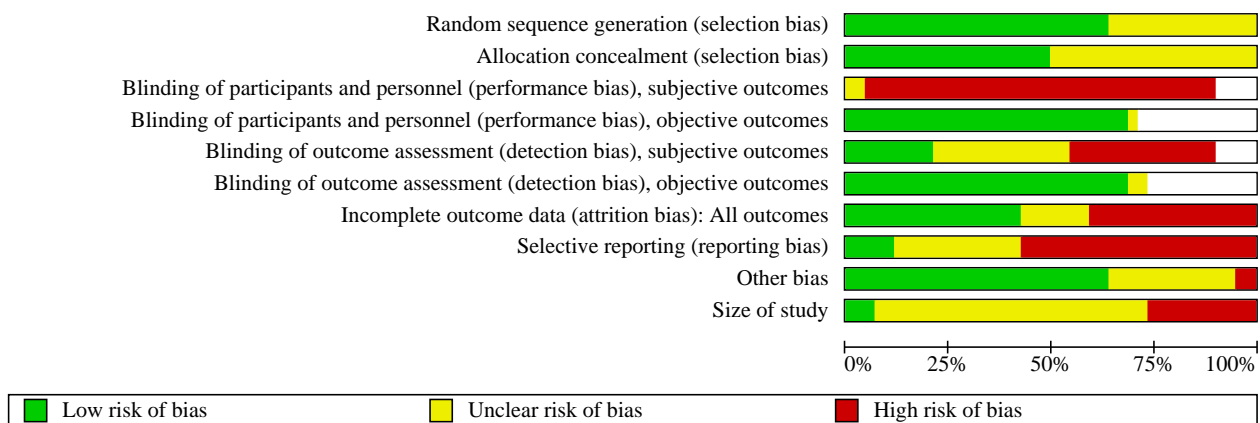 Random sequence generation (selection bias)
Allocation concealment (selection bias)
Blinding of participants and personnel (performance bias), subjective outcomes
Blinding of participants and personnel (performance bias), objective outcomes
Blinding of outcome assessment (detection bias), subjective outcomes
Blinding of outcome assessment (detection bias), objective outcomes
Incomplete outcome data (attrition bias): All outcomes
Selective reporting (reporting bias)
Other bias
Size of study
0% 25% 50% 75% 100%
Low risk of bias Unclear risk of bias High risk of bias